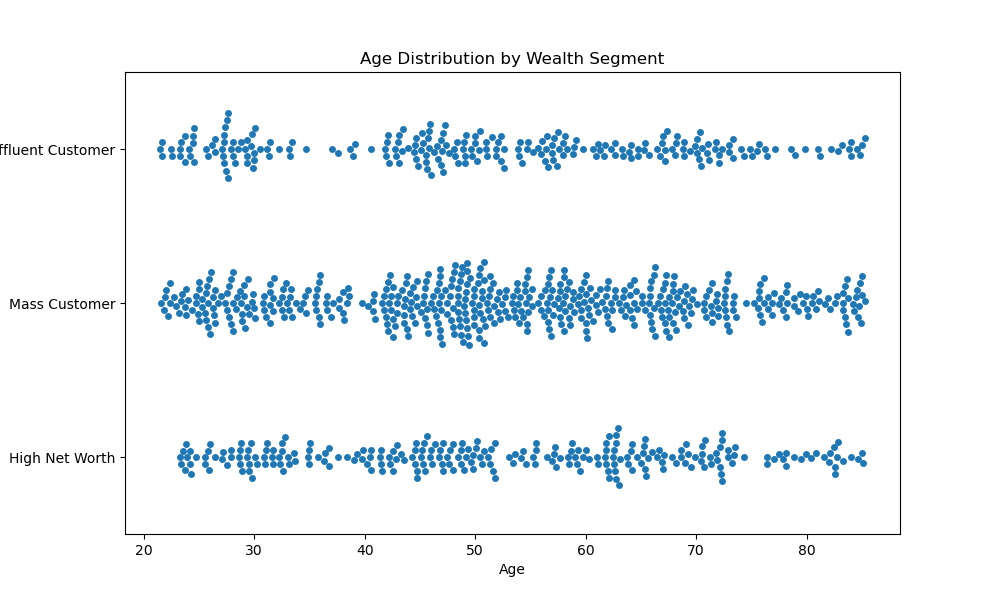 Age Distribution by Wealth Segment
ffluent Customer
Mass Customer
High Net Worth
20 30 40 50 60 70 80
Age